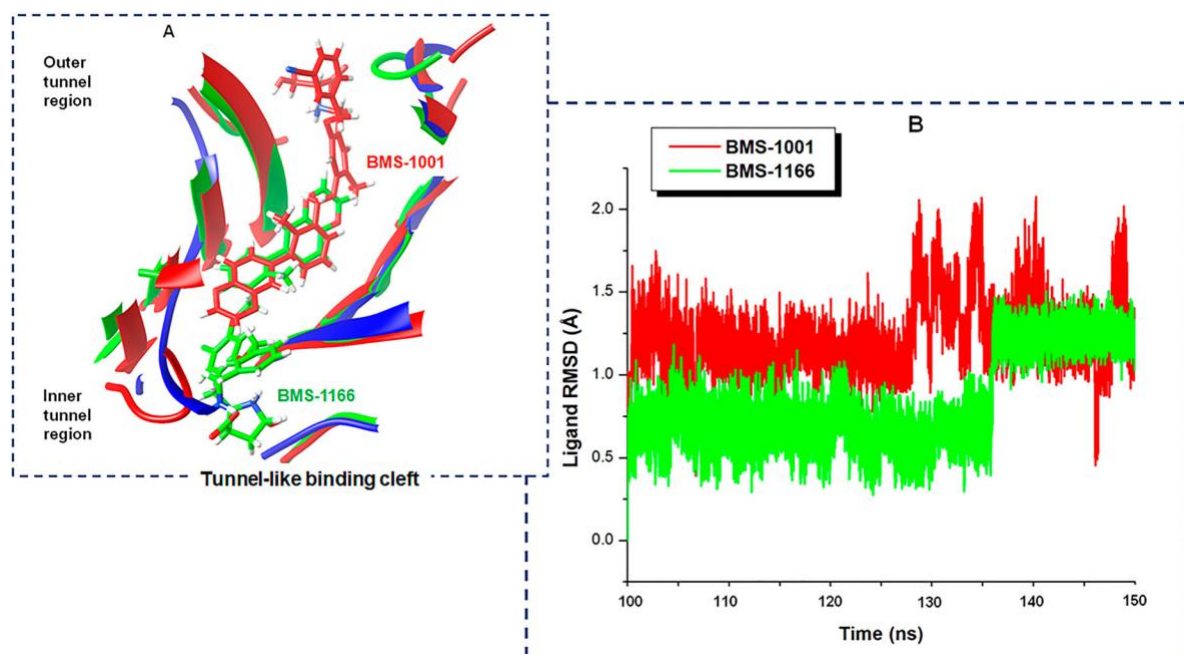 A
Outer
tunnel
region
BMS-1001
Inner
tunnel
region
BMS-1166
Tunnel-like binding cleft
B
BMS-1001
BMS-1166
Ligand RMSD (Å)
2.0
1.5
1.0
0.5
0.0
100 110 120 130 140 150
Time (ns)